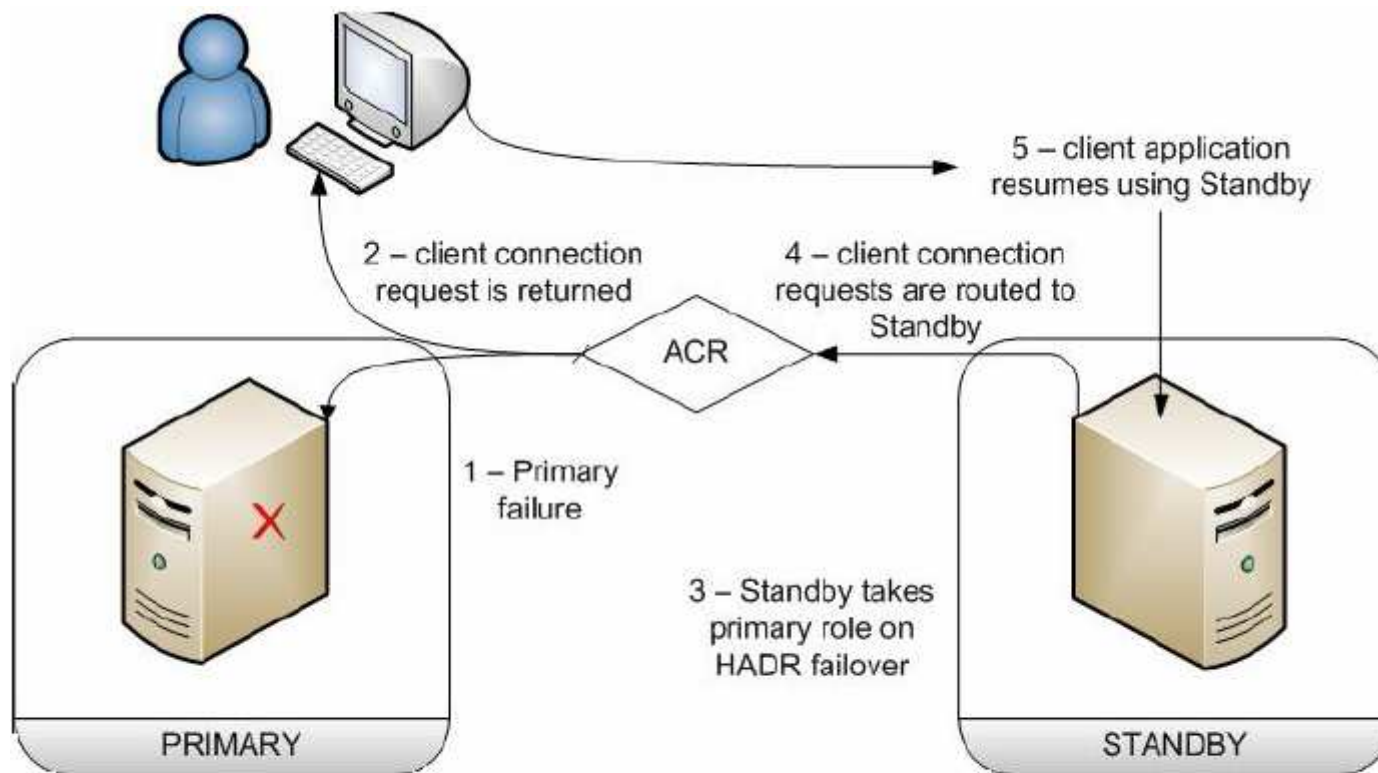 5 – client application
resumes using Standby
2 – client connection
request is returned
4 – client connection
requests are routed to
Standby
ACR
1 – Primary
failure
3 – Standby takes
primary role on
HADR failover
PRIMARY
STANDBY